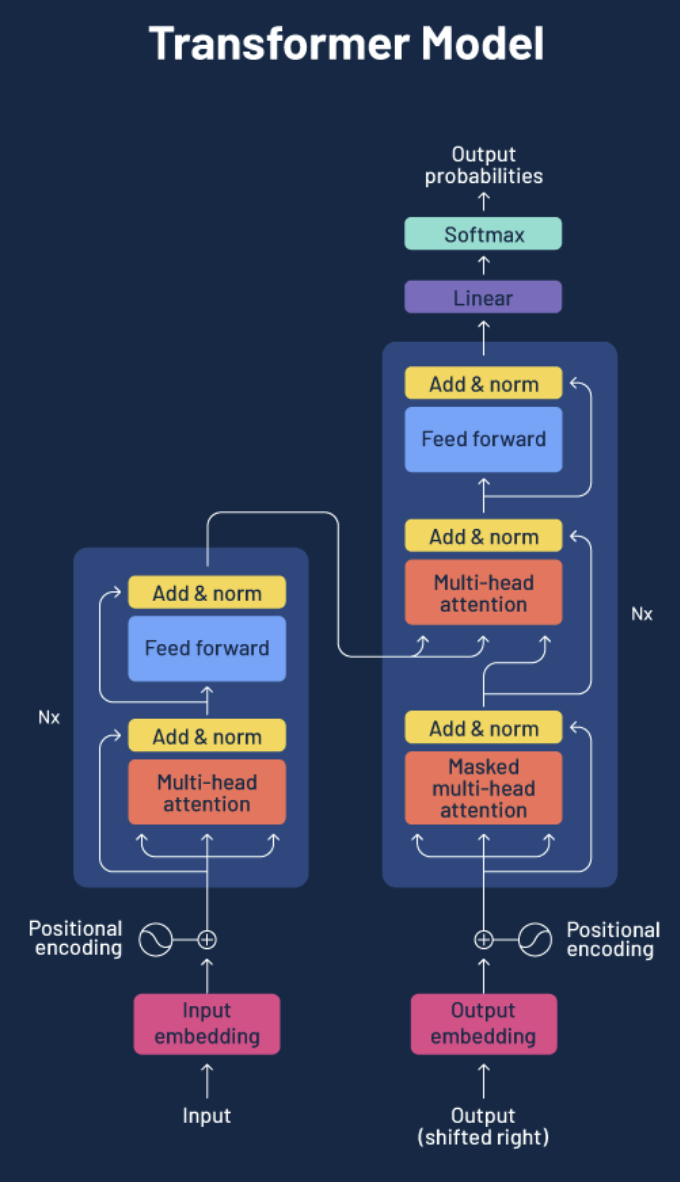 Transformer Model
Output
probabilities
Softmax
Linear
Add & norm
Feed forward
Add & norm
Multi-head
attention
Nx
Add & norm
Masked
multi-head
attention
Add & norm
Feed forward
Nx
Add & norm
Multi-head
attention
Positional
encoding
Positional
encoding
Input
embedding
Output
embedding
Input
Output
(shifted right)